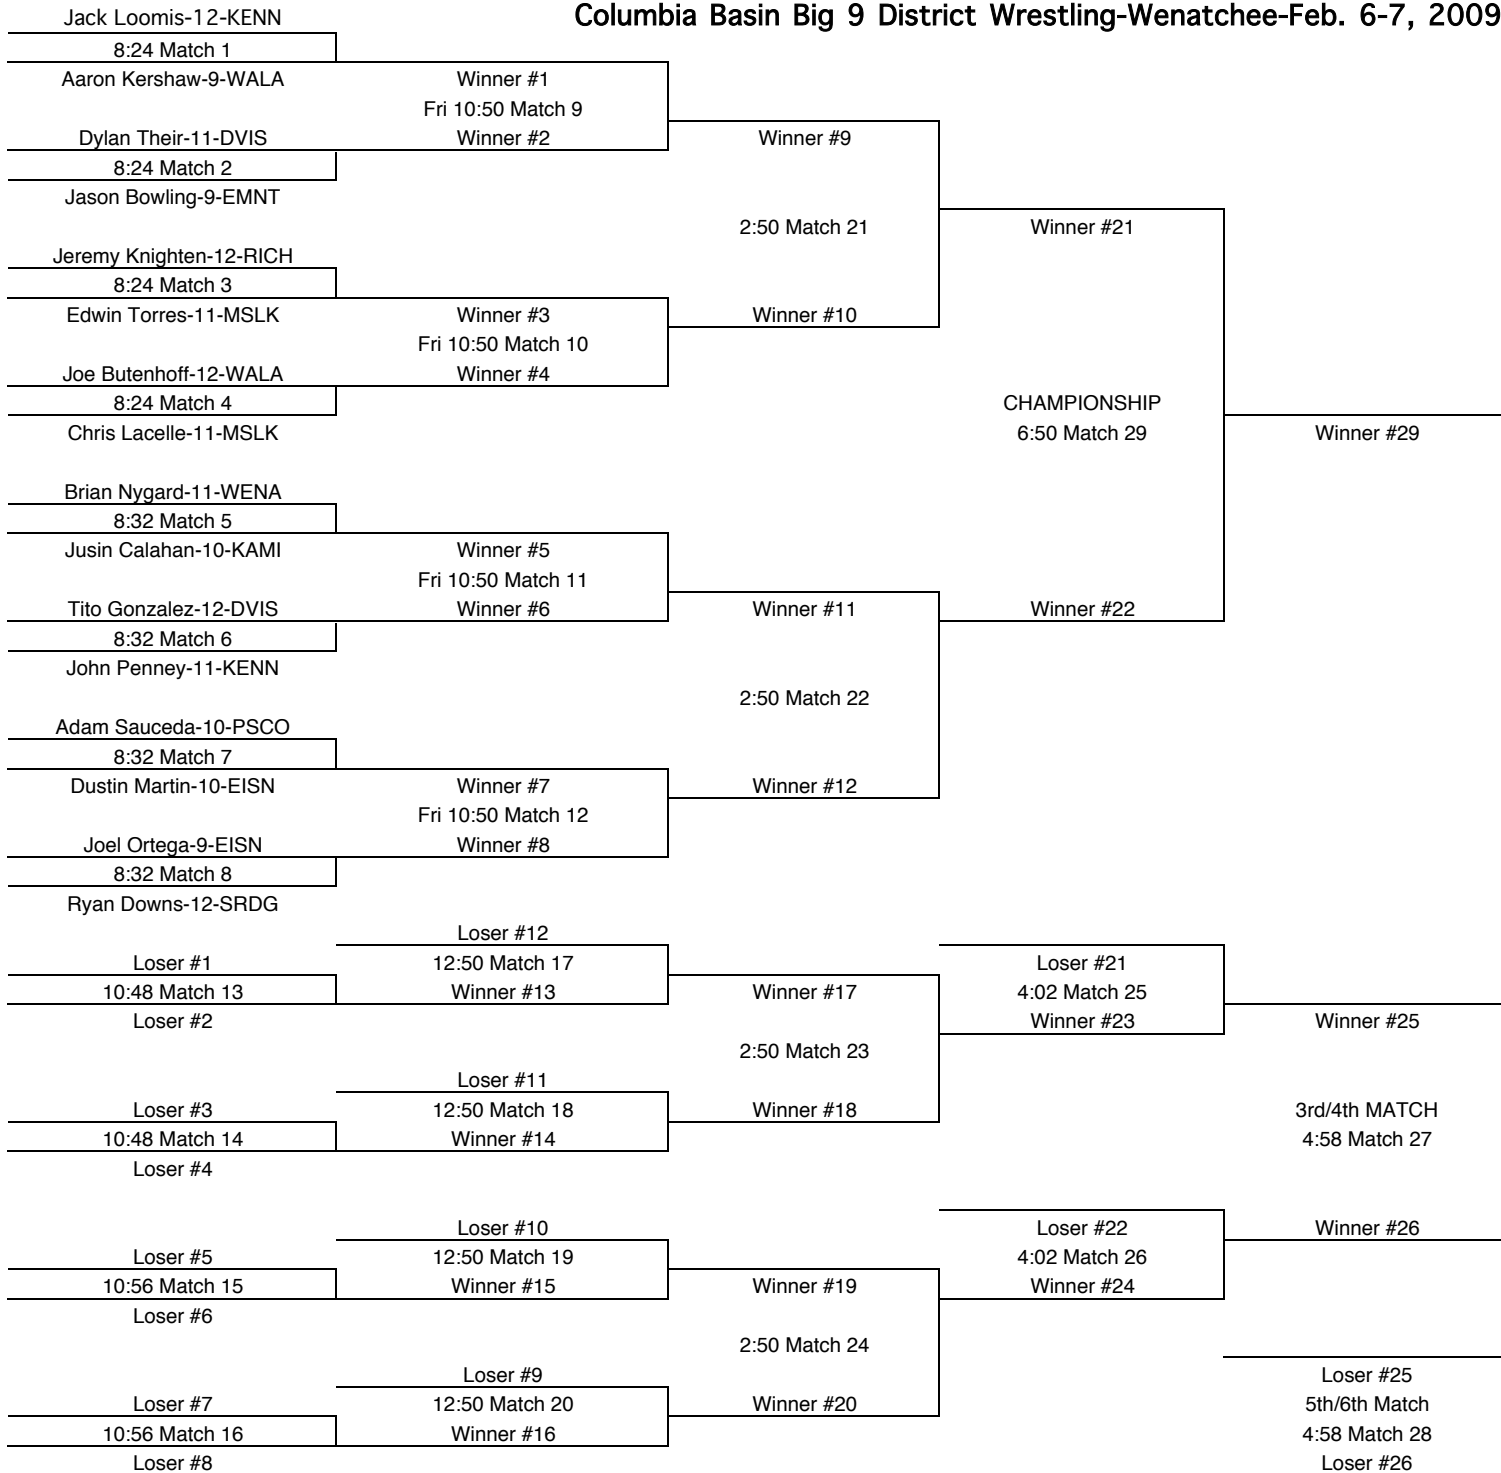 Jack Loomis-12-KENN
Columbia Basin Big 9 District Wrestling-Wenatchee-Feb. 6-7, 2009
8:24 Match 1
Aaron Kershaw-9-WALA
Winner #1
Fri 10:50 Match 9
Dylan Their-11-DVIS
Winner #2
Winner #9
8:24 Match 2
Jason Bowling-9-EMNT
2:50 Match 21
Winner #21
Jeremy Knighten-12-RICH
8:24 Match 3
Edwin Torres-11-MSLK
Winner #3
Winner #10
Fri 10:50 Match 10
Joe Butenhoff-12-WALA
Winner #4
8:24 Match 4
CHAMPIONSHIP
Chris Lacelle-11-MSLK
6:50 Match 29
Winner #29
Brian Nygard-11-WENA
8:32 Match 5
Jusin Calahan-10-KAMI
Winner #5
Fri 10:50 Match 11
Tito Gonzalez-12-DVIS
Winner #6
Winner #11
Winner #22
8:32 Match 6
John Penney-11-KENN
2:50 Match 22
Adam Sauceda-10-PSCO
8:32 Match 7
Dustin Martin-10-EISN
Winner #7
Winner #12
Fri 10:50 Match 12
Joel Ortega-9-EISN
Winner #8
8:32 Match 8
Ryan Downs-12-SRDG
Loser #12
Loser #1
12:50 Match 17
Loser #21
10:48 Match 13
Winner #13
Winner #17
4:02 Match 25
Loser #2
Winner #23
Winner #25
2:50 Match 23
Loser #11
Loser #3
12:50 Match 18
Winner #18
3rd/4th MATCH
10:48 Match 14
Winner #14
4:58 Match 27
Loser #4
Loser #10
Loser #22
Winner #26
Loser #5
12:50 Match 19
4:02 Match 26
10:56 Match 15
Winner #15
Winner #19
Winner #24
Loser #6
2:50 Match 24
Loser #9
Loser #25
Loser #7
12:50 Match 20
Winner #20
5th/6th Match
10:56 Match 16
Winner #16
4:58 Match 28
Loser #8
Loser #26